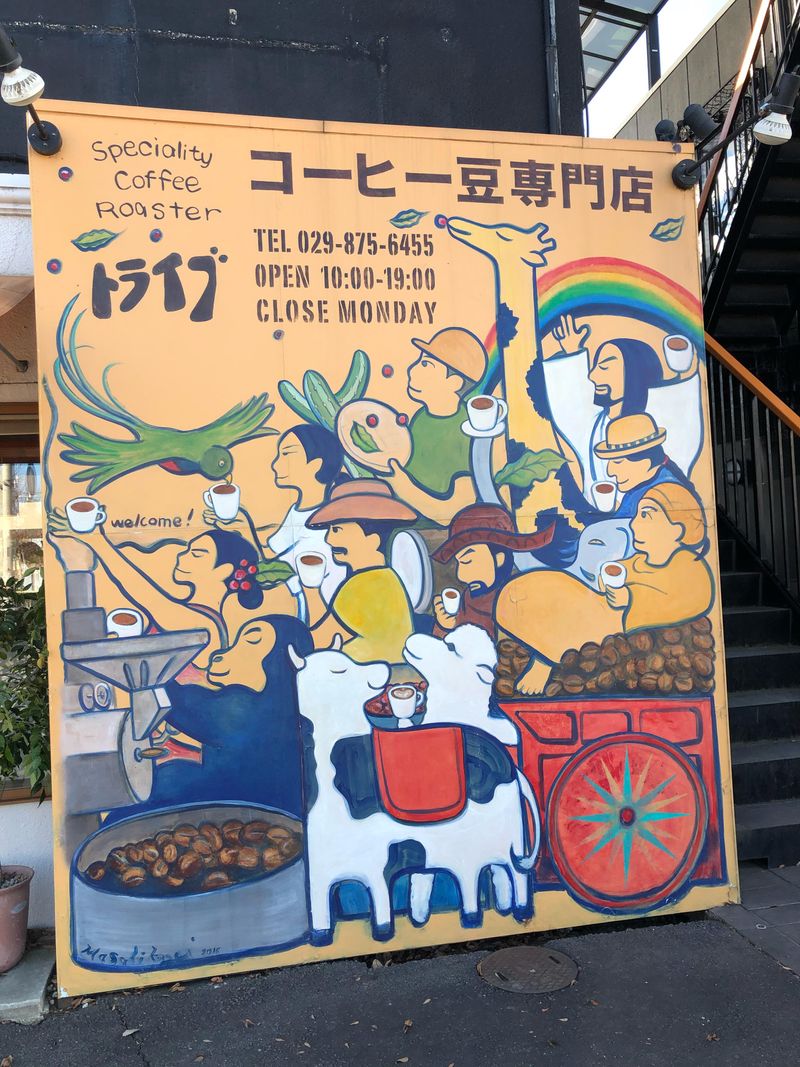 Speciality
Coffee
Roaster
コーヒー豆専門店
トライブ
TEL 029-875-6455
OPEN 10:00-19:00
CLOSE MONDAY
welcome!
2015